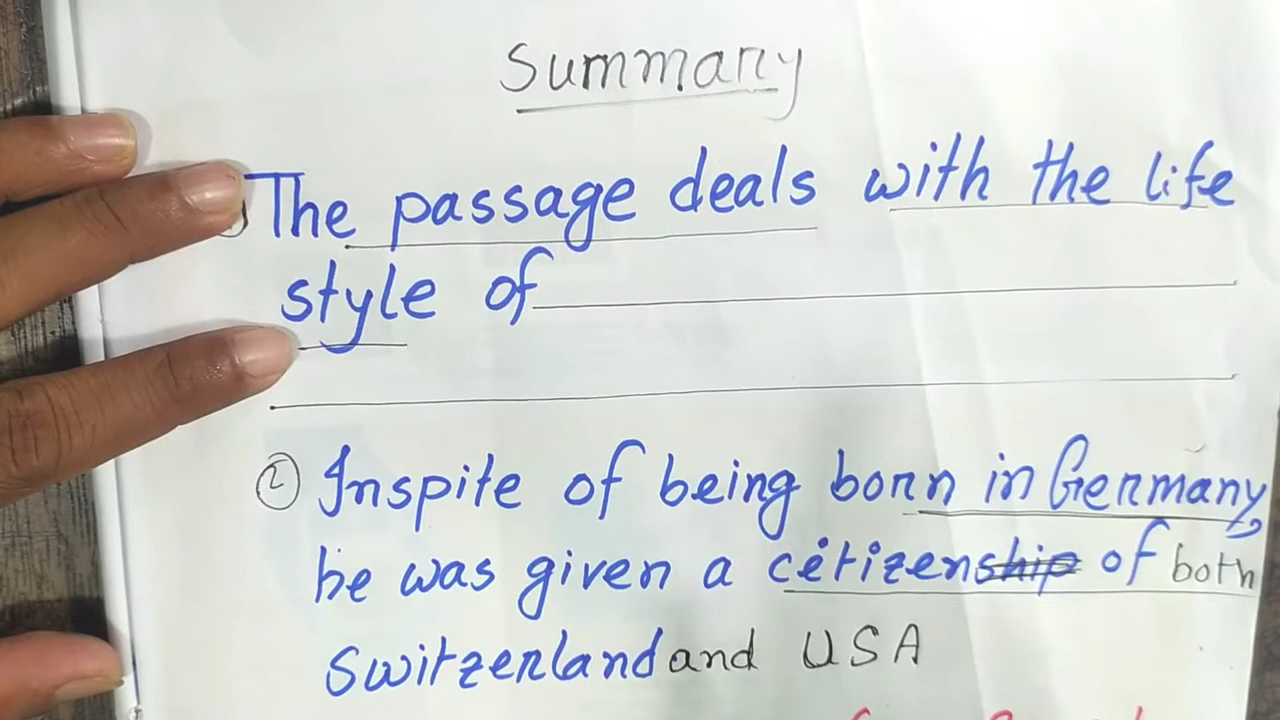 Summary
The passage deals with the life
style of
② Inspite of being born in Germany,
he was given a citizenship of both
Switzerland and USA